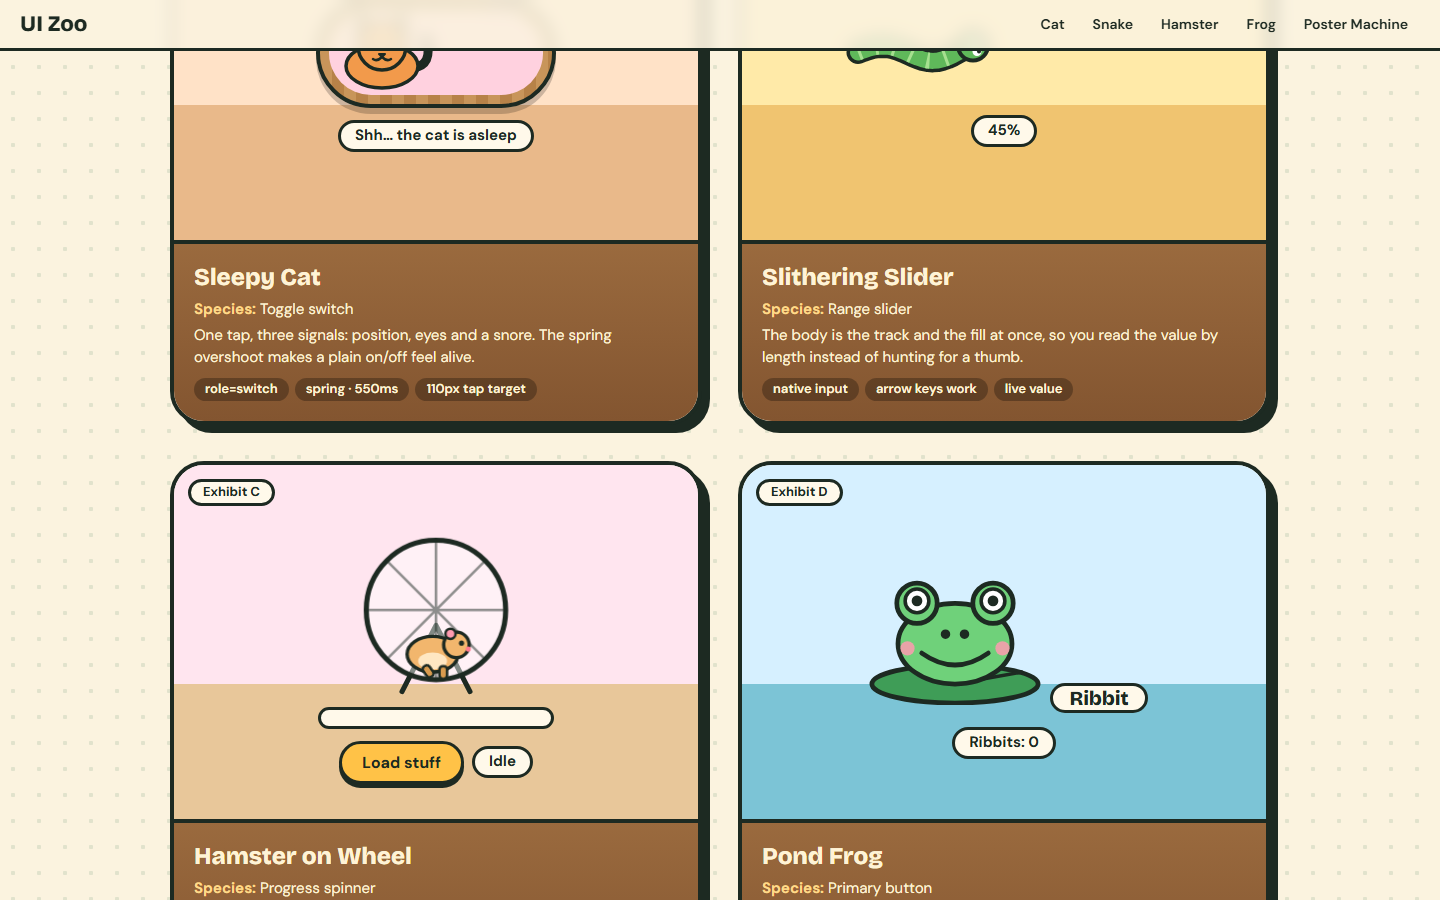 UI Zoo
Cat
Snake
Hamster
Frog
Poster Machine
Shh... the cat is asleep
45%
Sleepy Cat
Species: Toggle switch
One tap, three signals: position, eyes and a snore. The spring
overshoot makes a plain on/off feel alive.
role=switch
spring · 550ms
110px tap target
Slithering Slider
Species: Range slider
The body is the track and the fill at once, so you read the value by
length instead of hunting for a thumb.
native input
arrow keys work
live value
Exhibit C
Load stuff
Idle
Hamster on Wheel
Species: Progress spinner
Exhibit D
Ribbit
Ribbits: 0
Pond Frog
Species: Primary button